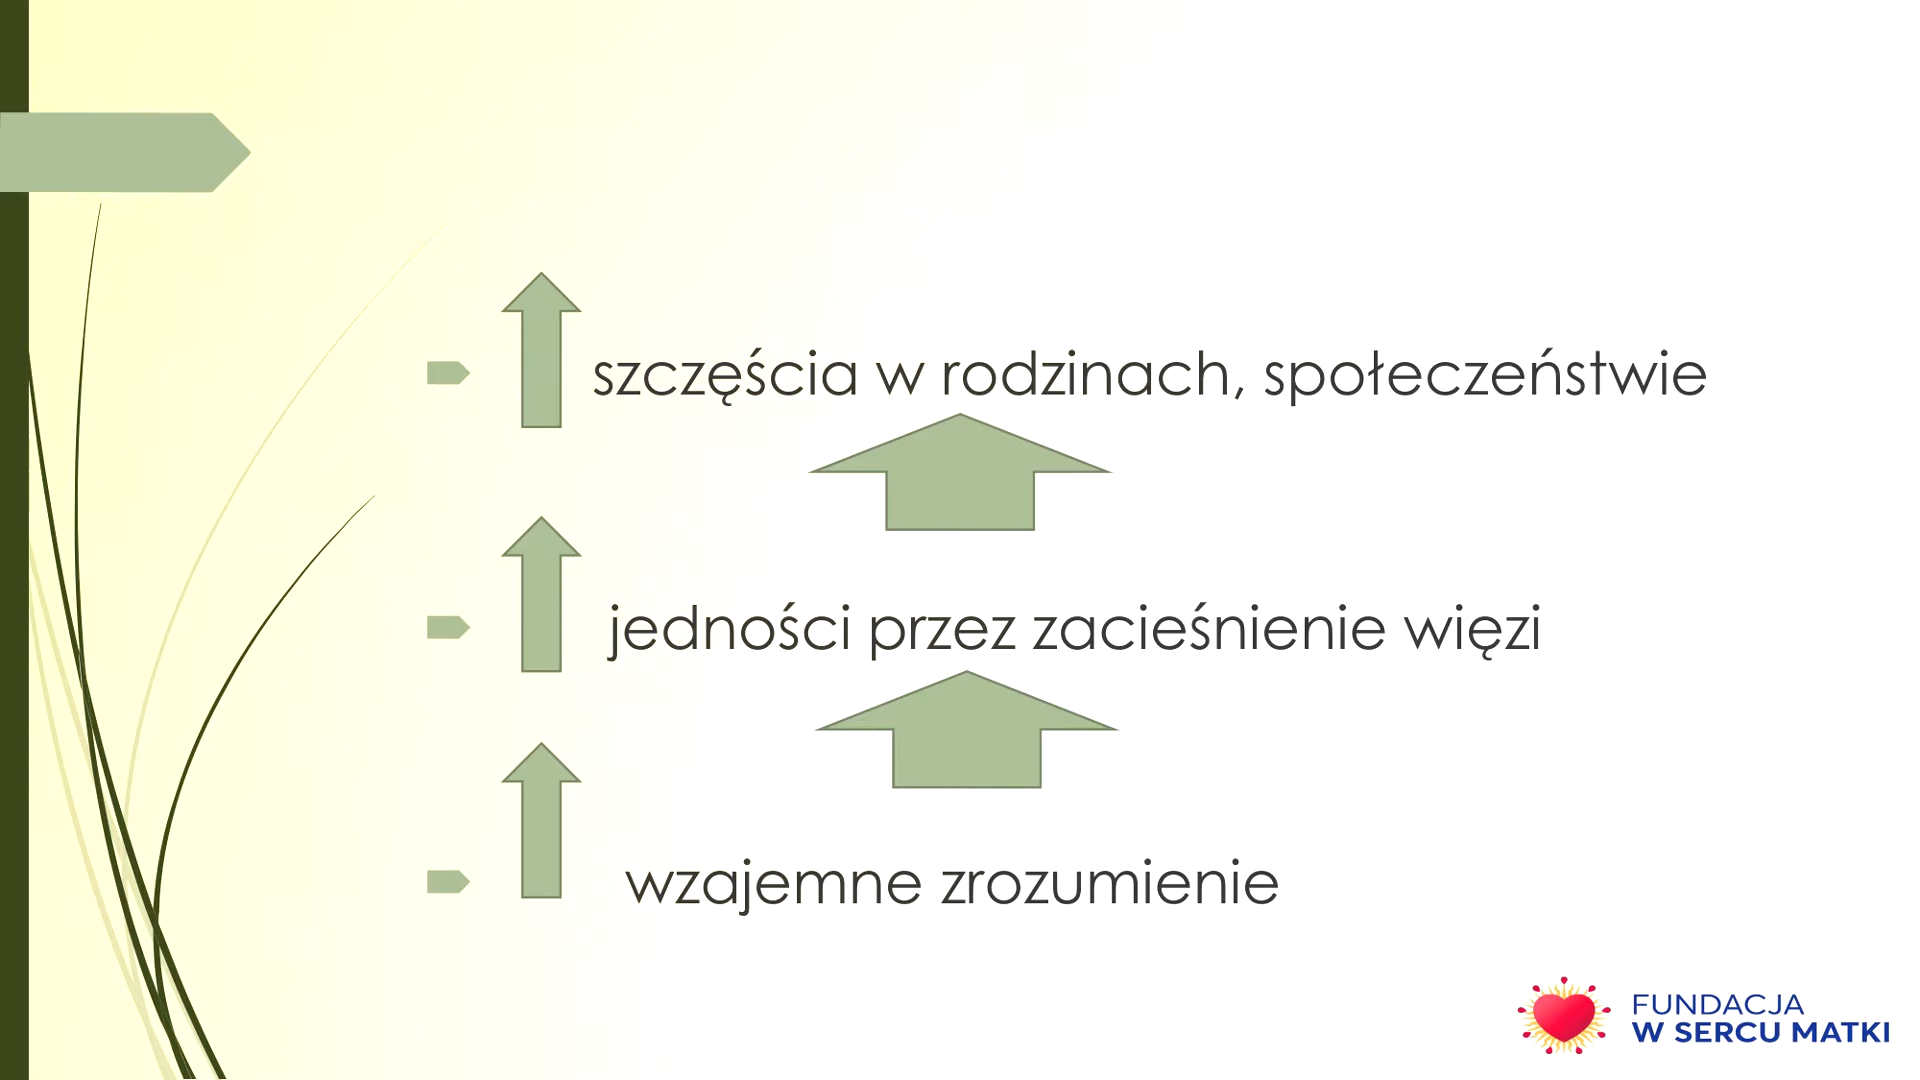 szczęścia w rodzinach, społeczeństwie
jedności przez zacieśnienie więzi
wzajemne zrozumienie
FUNDACJA
W SERCU MATKI